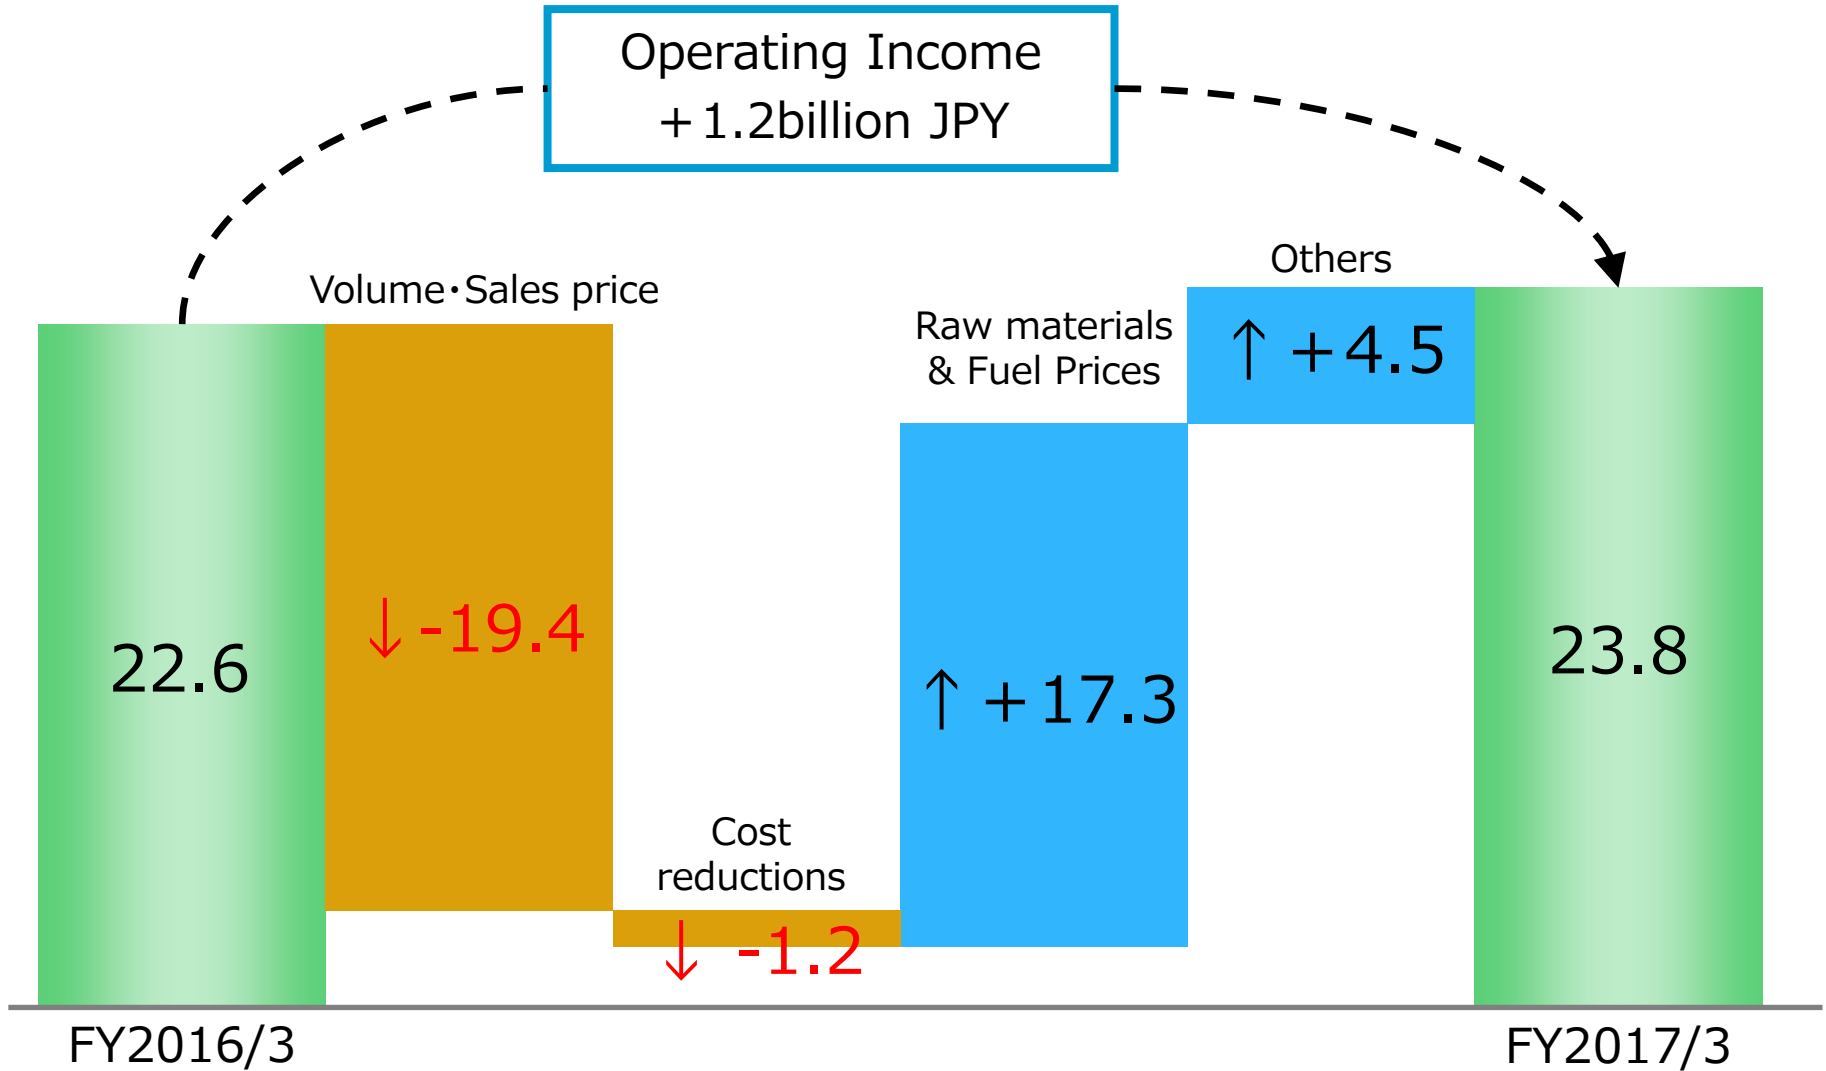 Operating Income
+1.2billion JPY
Others
Volume･Sales price
Raw materials
& Fuel Prices
↑ +4.5
↓ -19.4
22.6
23.8
↑ +17.3
Cost
reductions
↓ -1.2
FY2016/3
FY2017/3